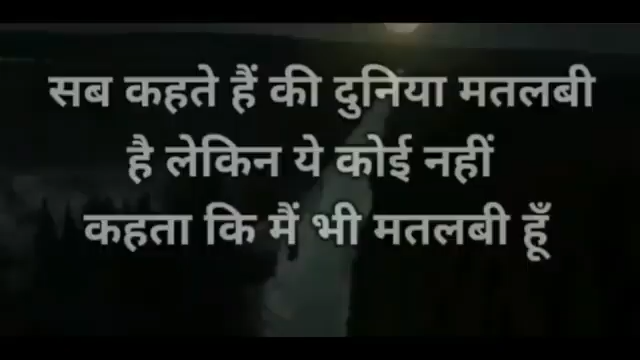 सब कहते हैं की दुनिया मतलबी
है लेकिन ये कोई नहीं
कहता कि मैं भी मतलबी हूँ